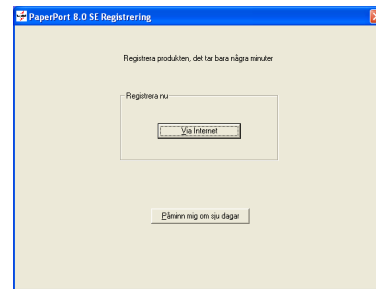 PaperPort 8.0 SE Registrering
Registrera produkten, det tar bara några minuter
Registrera nu
Via Internet
Påminn mig om sju dagar